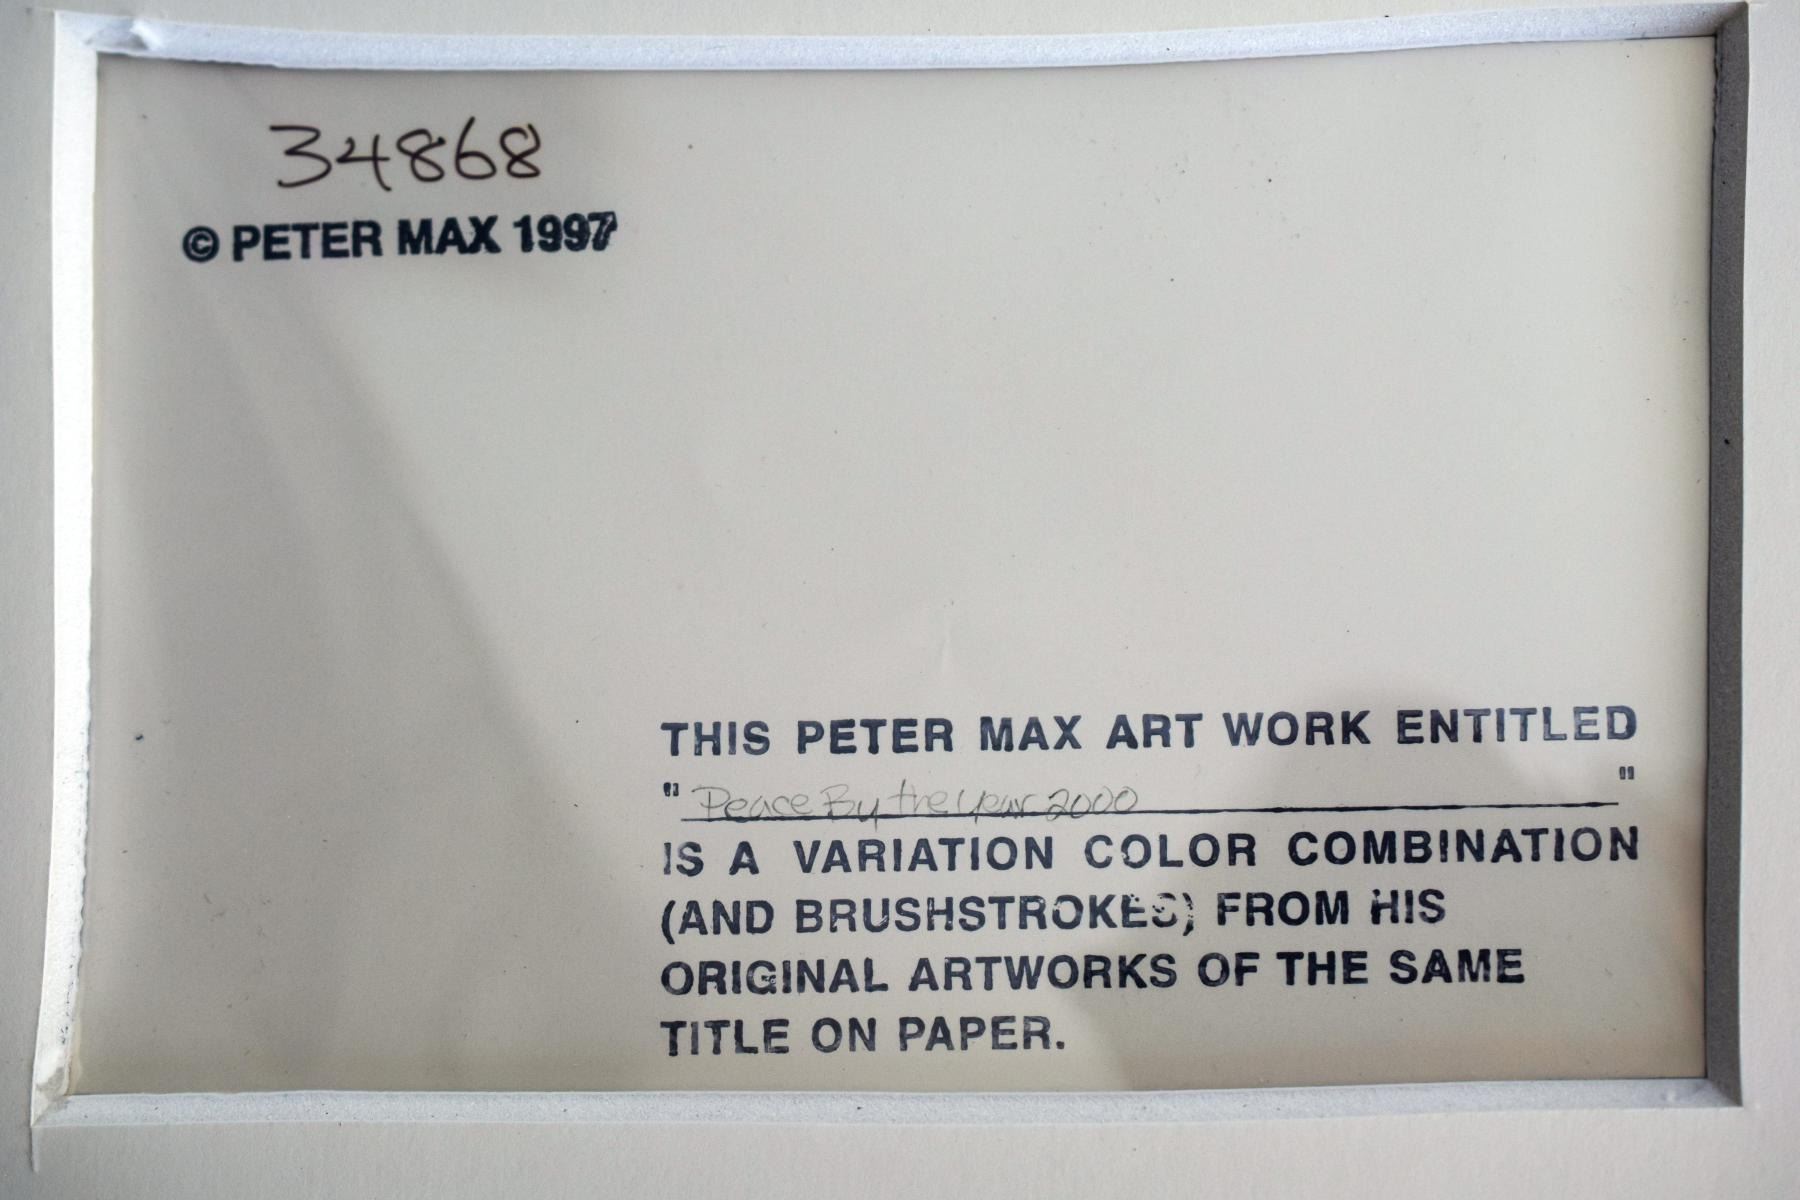 34868
© PETER MAX 1997
THIS PETER MAX ART WORK ENTITLED
" Peace By the year 2000 "
IS A VARIATION COLOR COMBINATION
(AND BRUSHSTROKES) FROM HIS
ORIGINAL ARTWORKS OF THE SAME
TITLE ON PAPER.